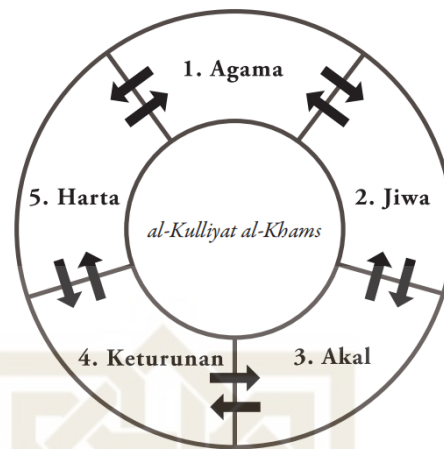 1. Agama
2. Jiwa
3. Akal
4. Keturunan
5. Harta
al-Kulliyat al-Khams